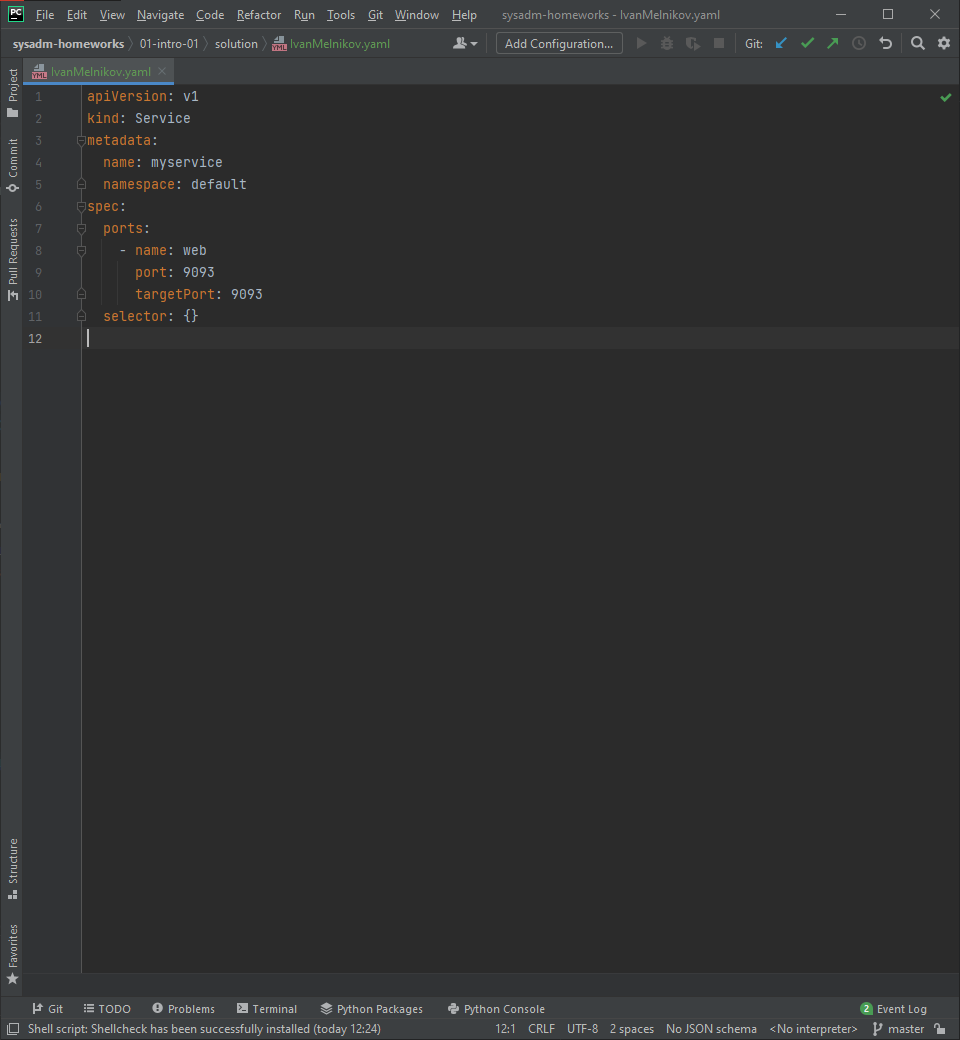 PC File Edit View Navigate Code Refactor Run Tools Git Window Help sysadm-homeworks - IvanMelnikov.yaml
sysadm-homeworks 01-intro-01 solution IvanMelnikov.yaml Add Configuration... Git:
IvanMelnikov.yaml
Project
Commit
Pull Requests
Structure
Favorites
1 apiVersion: v1
2 kind: Service
3 metadata:
4   name: myservice
5   namespace: default
6 spec:
7   ports:
8     - name: web
9       port: 9093
10       targetPort: 9093
11   selector: {}
12
Git TODO Problems Terminal Python Packages Python Console 2 Event Log
Shell script: Shellcheck has been successfully installed (today 12:24) 12:1 CRLF UTF-8 2 spaces No JSON schema <No interpreter> master